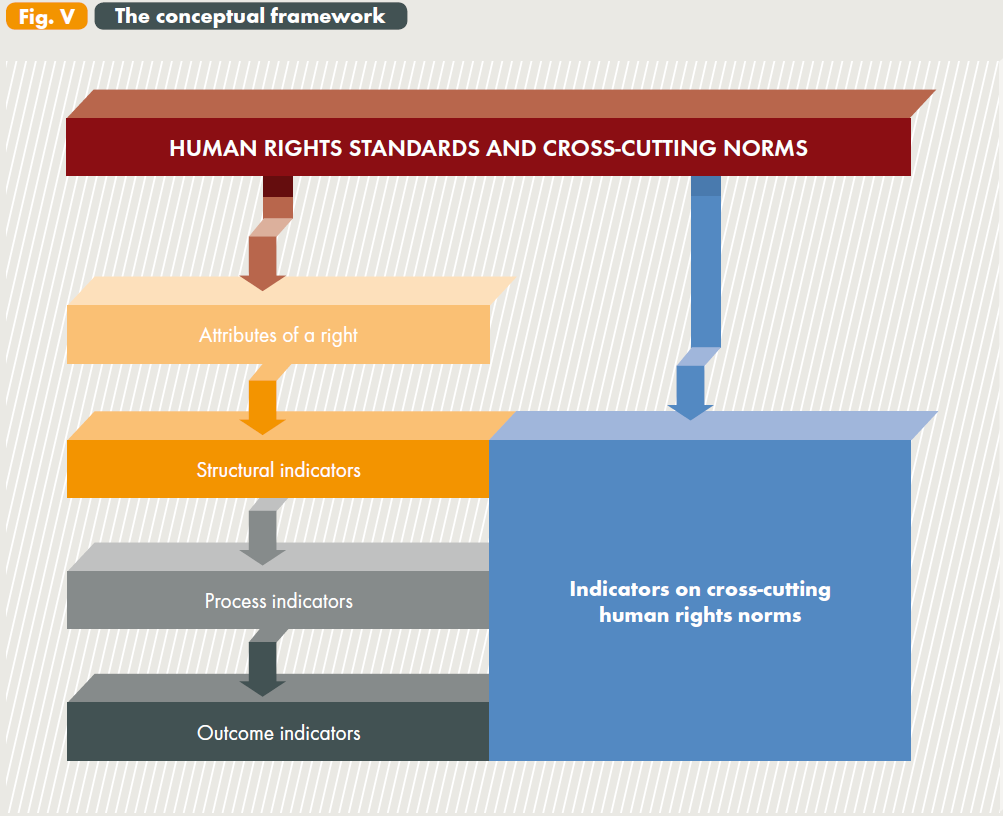 Fig. V The conceptual framework
HUMAN RIGHTS STANDARDS AND CROSS-CUTTING NORMS
Attributes of a right
Structural indicators
Process indicators
Indicators on cross-cutting
human rights norms
Outcome indicators